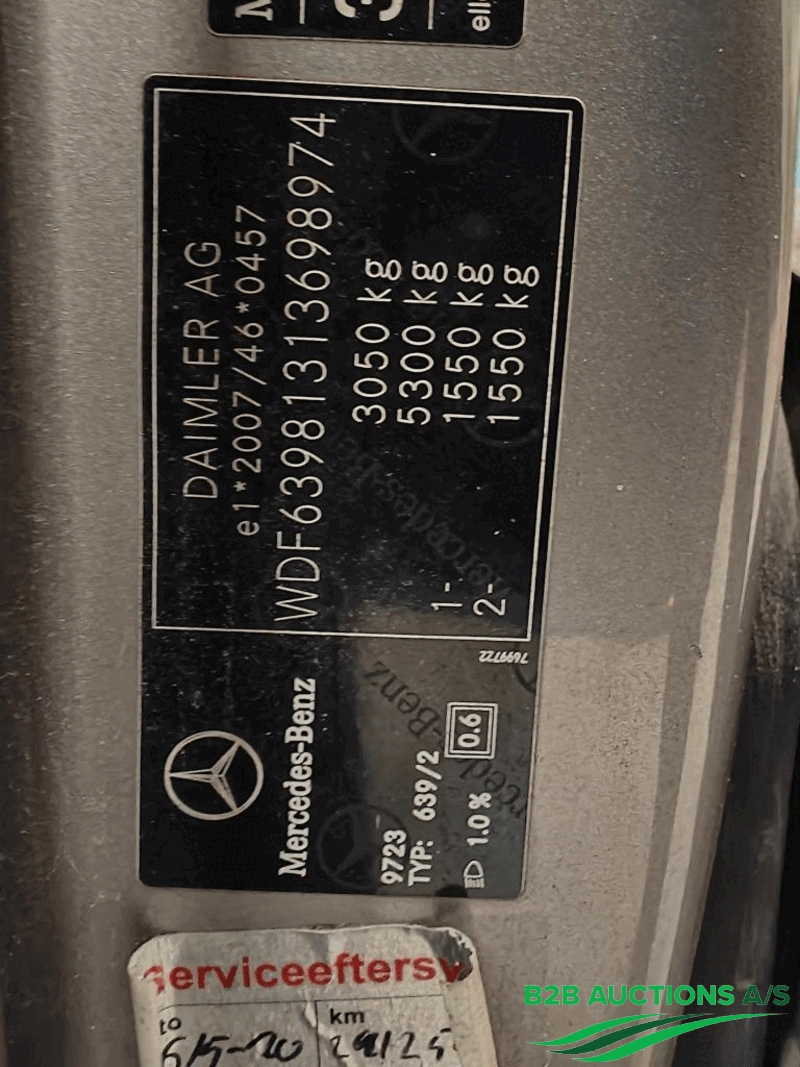 DAIMLER AG
e1*2007/46*0457
WDF63981313698974
3050 kg
5300 kg
1- 1550 kg
2- 1550 kg
7699722
Mercedes-Benz
9723
TYP: 639/2
1.0% 0.6
serviceeftersy
km
B2B AUCTIONS A/S